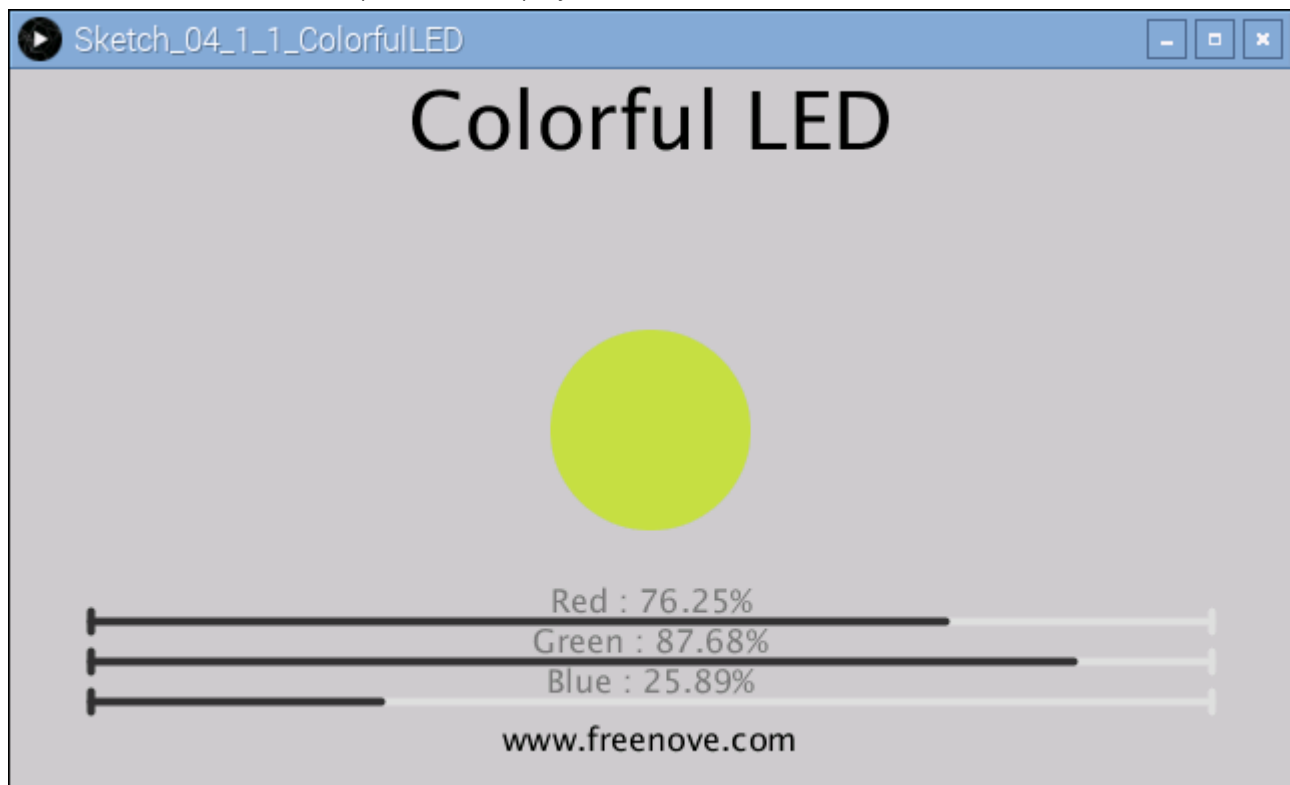 Sketch_04_1_1_ColorfulLED
Colorful LED
Red : 76.25%
Green : 87.68%
Blue : 25.89%
www.freenove.com